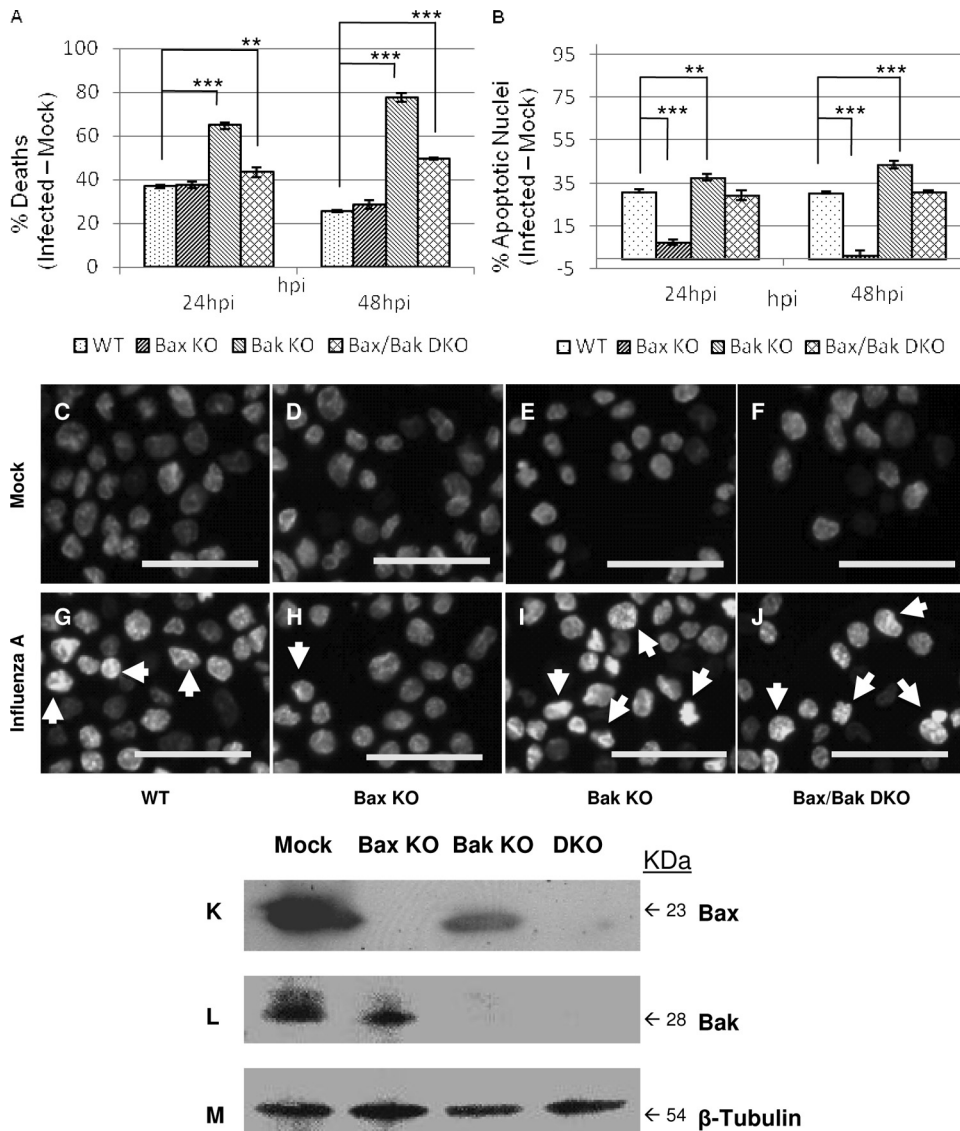 A
% Deaths
(Infected – Mock)
100
80
60
40
20
0
***
**
***
***
hpi
24hpi
48hpi
WT
Bax KO
Bak KO
Bax/Bak DKO
B
% Apoptotic Nuclei
(Infected – Mock)
95
75
55
35
15
-5
**
***
***
***
24hpi
hpi
48hpi
WT
Bax KO
Bak KO
Bax/Bak DKO
Mock
C
D
E
F
Influenza A
G
H
I
J
WT
Bax KO
Bak KO
Bax/Bak DKO
Mock Bax KO Bak KO DKO
KDa
K ← 23 Bax
L ← 28 Bak
M ← 54 β-Tubulin